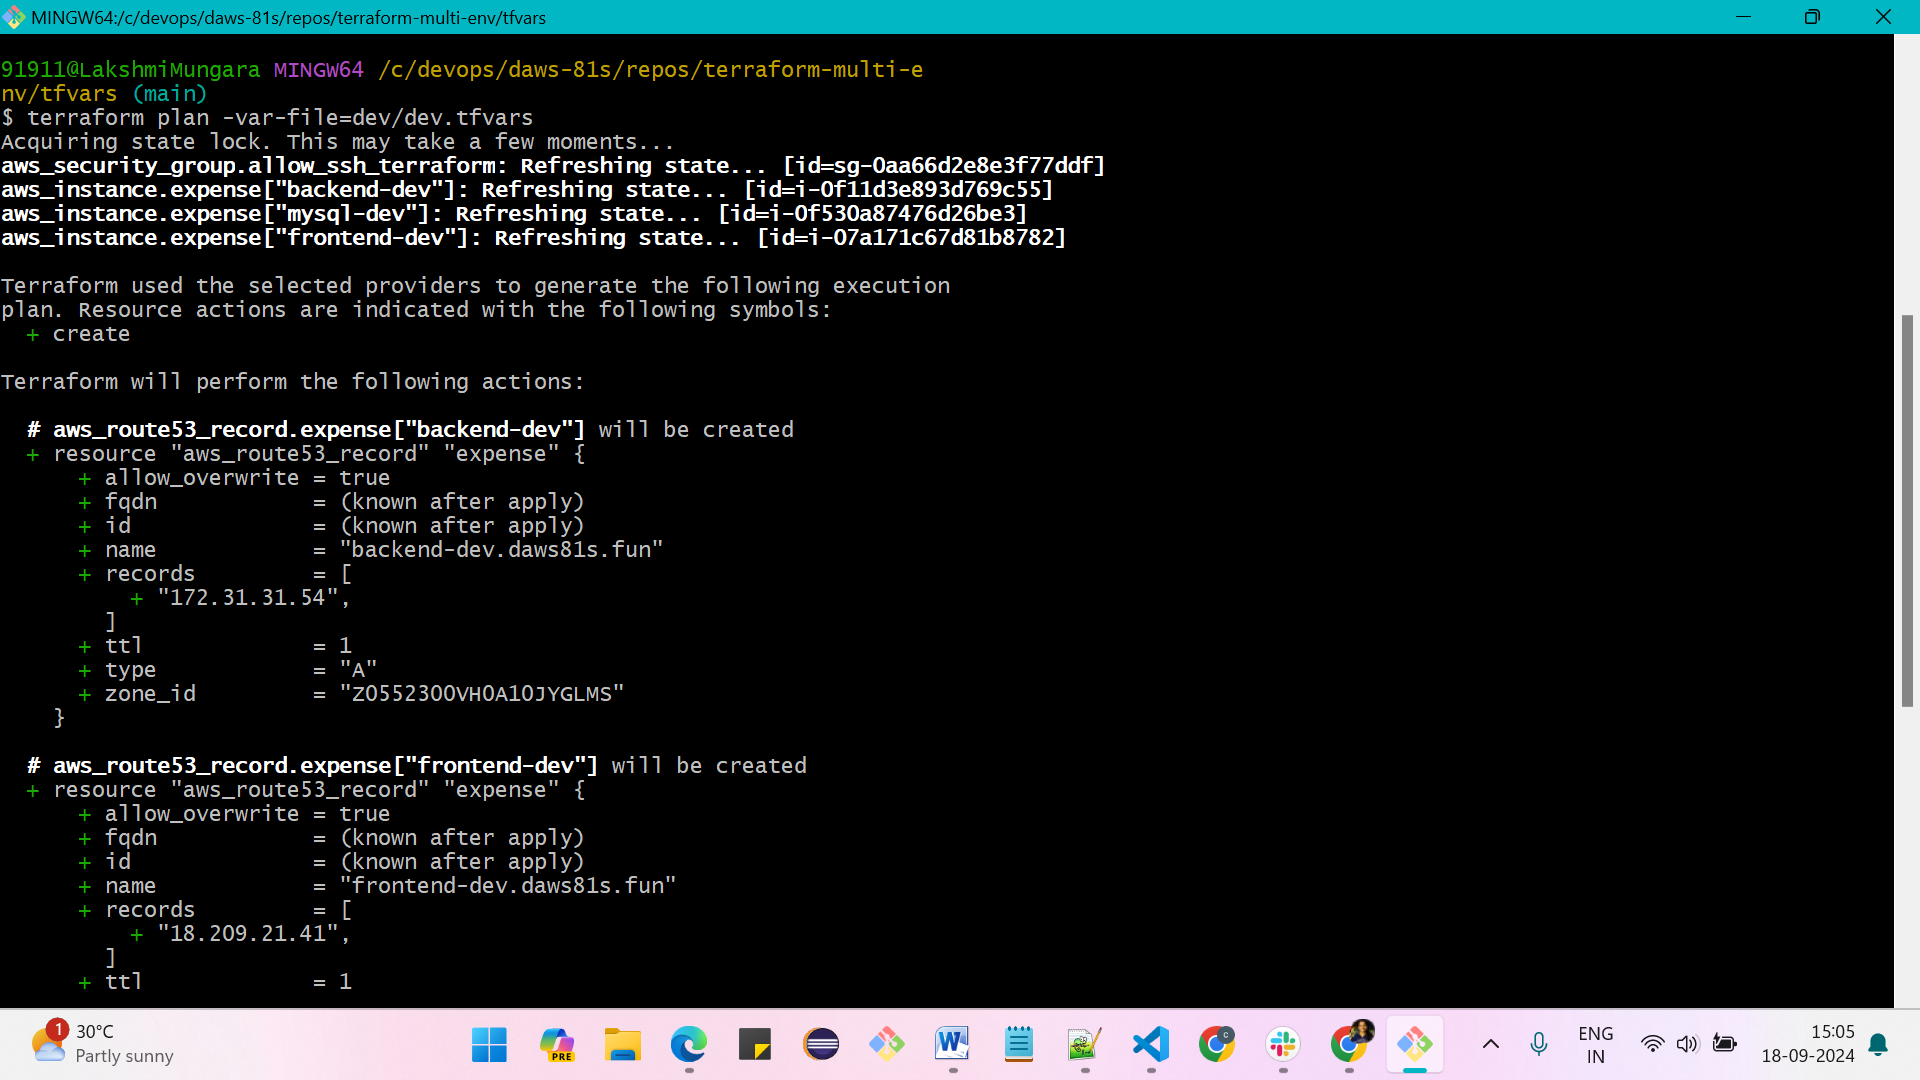 MINGW64:/c/devops/daws-81s/repos/terraform-multi-env/tfvars
91911@LakshmiMungara MINGW64 /c/devops/daws-81s/repos/terraform-multi-e
nv/tfvars (main)
$ terraform plan -var-file=dev/dev.tfvars
Acquiring state lock. This may take a few moments...
aws_security_group.allow_ssh_terraform: Refreshing state... [id=sg-0aa66d2e8e3f77ddf]
aws_instance.expense["backend-dev"]: Refreshing state... [id=i-0f11d3e893d769c55]
aws_instance.expense["mysql-dev"]: Refreshing state... [id=i-0f530a87476d26be3]
aws_instance.expense["frontend-dev"]: Refreshing state... [id=i-07a171c67d81b8782]
Terraform used the selected providers to generate the following execution
plan. Resource actions are indicated with the following symbols:
  + create
Terraform will perform the following actions:
  # aws_route53_record.expense["backend-dev"] will be created
  + resource "aws_route53_record" "expense" {
      + allow_overwrite = true
      + fqdn            = (known after apply)
      + id              = (known after apply)
      + name            = "backend-dev.daws81s.fun"
      + records         = [
          + "172.31.31.54",
        ]
      + ttl             = 1
      + type            = "A"
      + zone_id         = "Z0552300VH0A10JYGLMS"
    }
  # aws_route53_record.expense["frontend-dev"] will be created
  + resource "aws_route53_record" "expense" {
      + allow_overwrite = true
      + fqdn            = (known after apply)
      + id              = (known after apply)
      + name            = "frontend-dev.daws81s.fun"
      + records         = [
          + "18.209.21.41",
        ]
      + ttl             = 1
1
30°C
Partly sunny
PRE
ENG
IN
15:05
18-09-2024